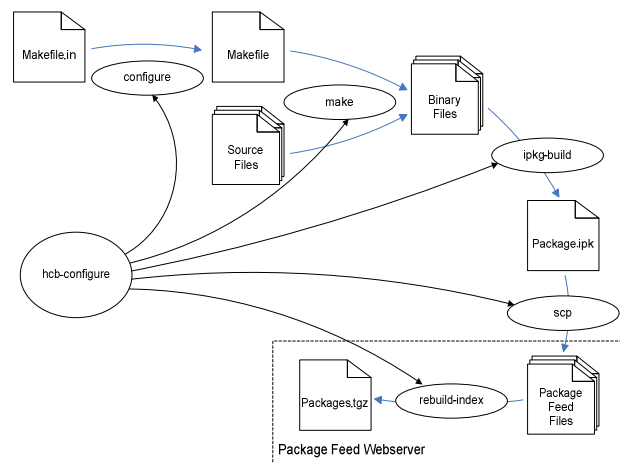 Makefile.in
Makefile
configure
make
Binary
Files
Source
Files
ipkg-build
Package.ipk
hcb-configure
scp
Packages.tgz
rebuild-index
Package
Feed
Files
Package Feed Webserver